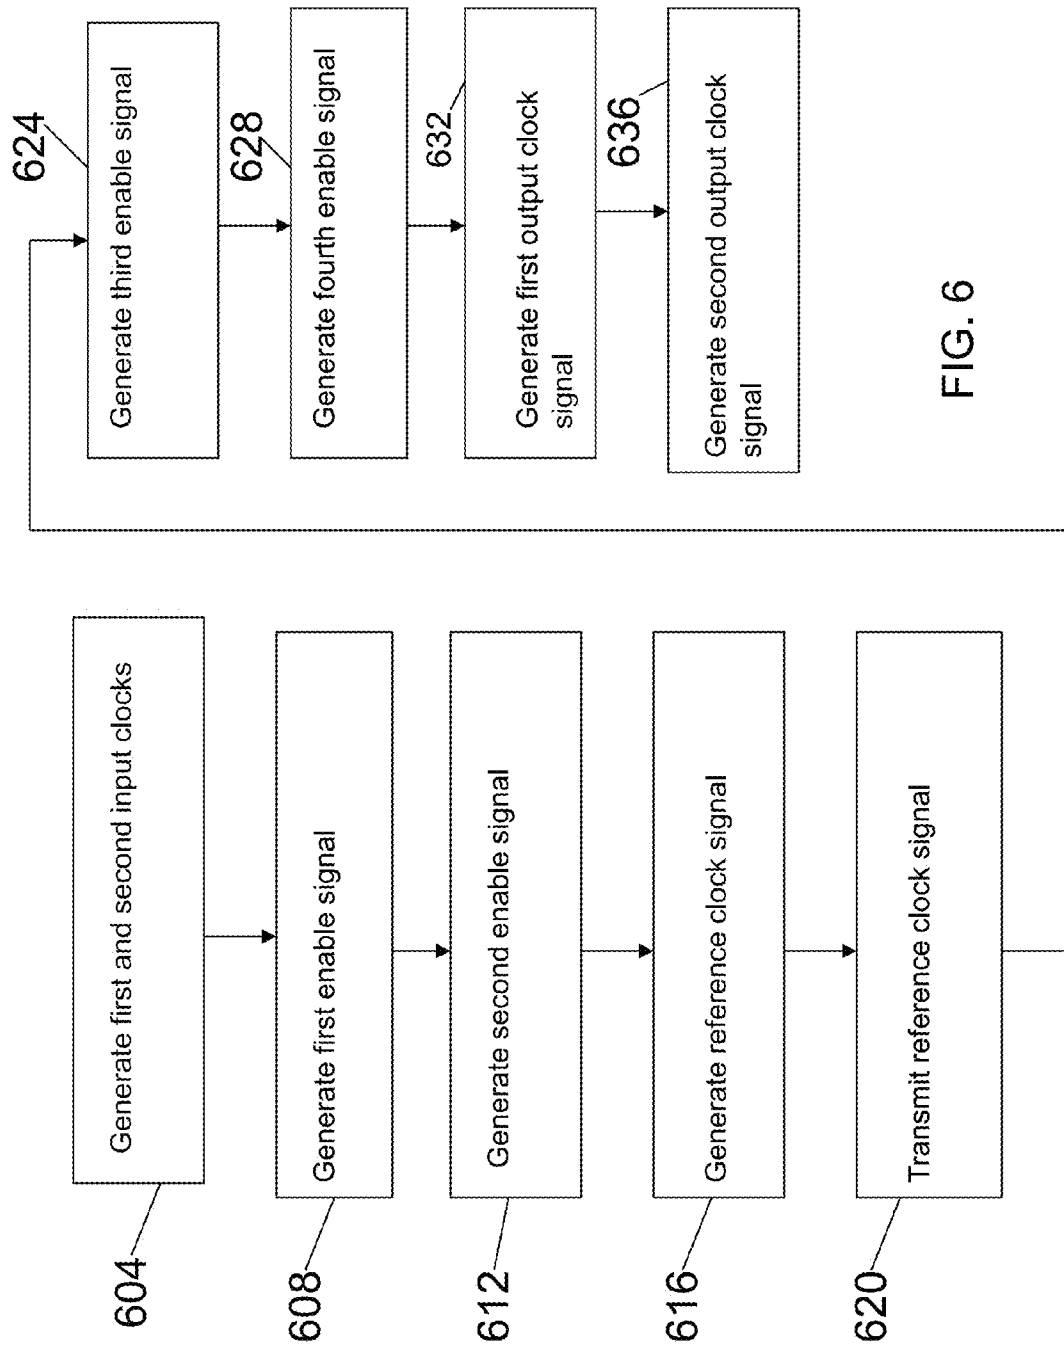 604
Generate first and second input clocks
608
Generate first enable signal
612
Generate second enable signal
616
Generate reference clock signal
620
Transmit reference clock signal
624
Generate third enable signal
628
Generate fourth enable signal
632
Generate first output clock
signal
636
Generate second output clock
signal
FIG. 6